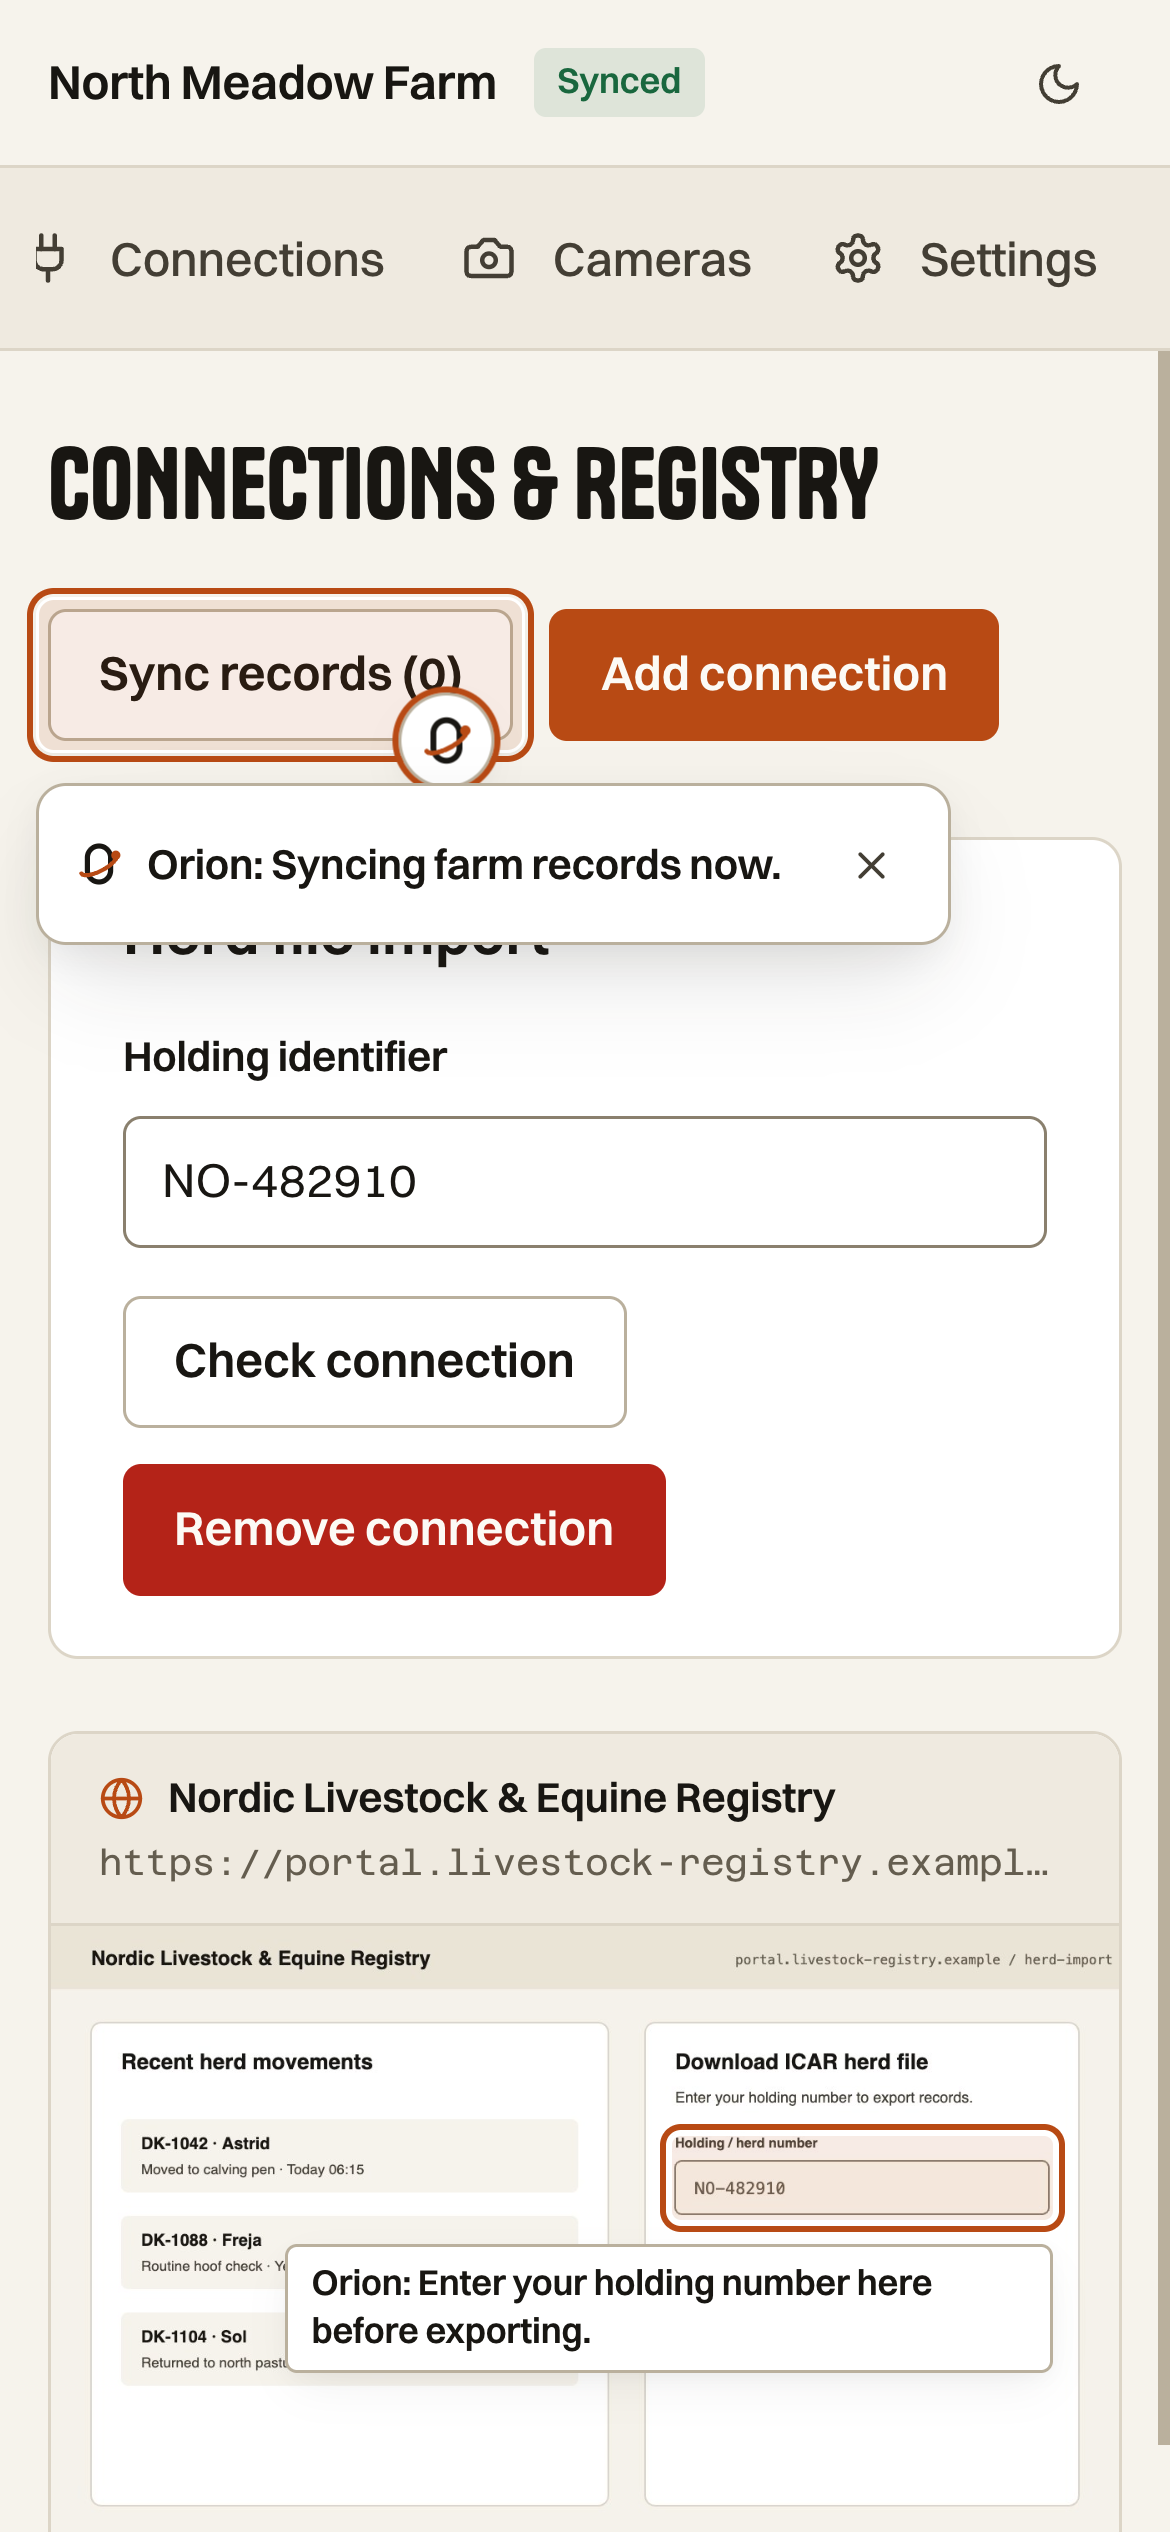 North Meadow Farm
Synced
Connections
Cameras
Settings
CONNECTIONS & REGISTRY
Sync records (0)
Add connection
Orion: Syncing farm records now.
Herd file import
Holding identifier
NO-482910
Check connection
Remove connection
Nordic Livestock & Equine Registry
https://portal.livestock-registry.exampl…
Nordic Livestock & Equine Registry
portal.livestock-registry.example / herd-import
Recent herd movements
DK-1042 · Astrid
Moved to calving pen · Today 06:15
DK-1088 · Freja
Routine hoof check ·
DK-1104 · Sol
Returned to north
Download ICAR herd file
Enter your holding number to export records.
Holding / herd number
NO-482910
Orion: Enter your holding number here
before exporting.